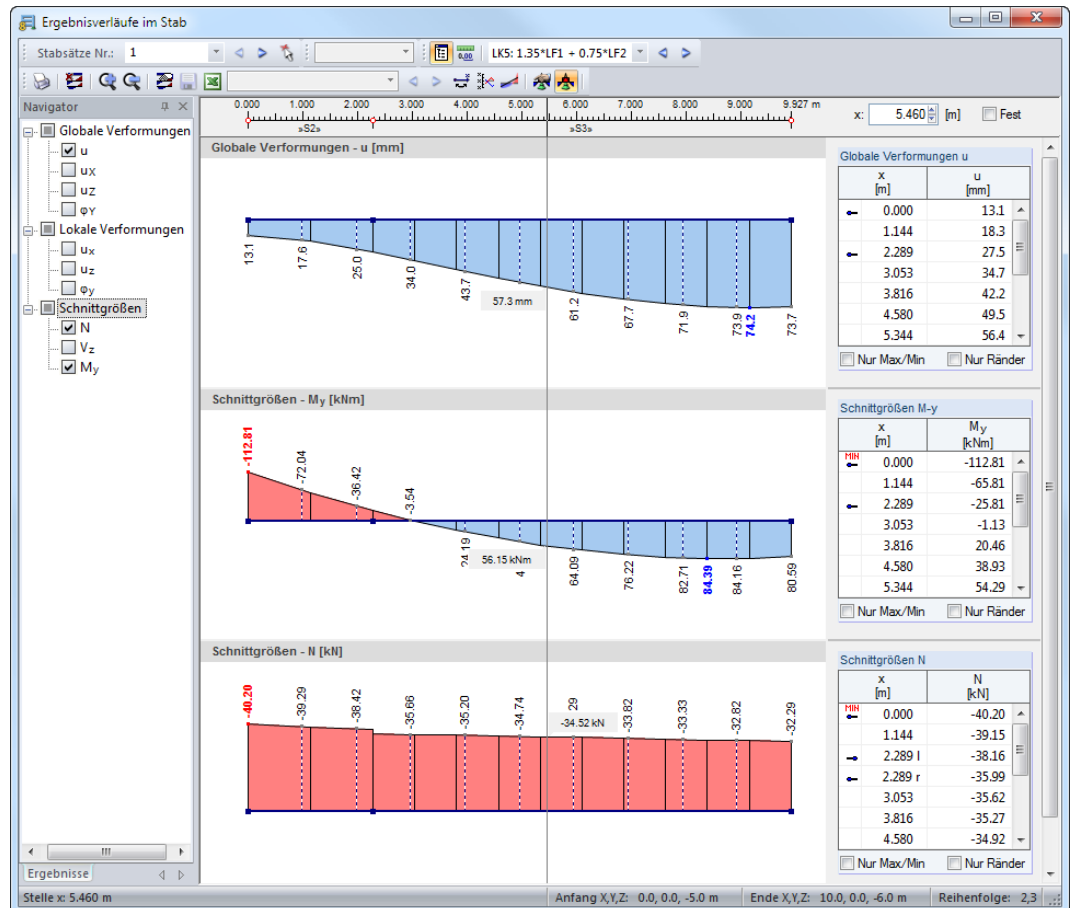 Ergebnisverläufe im Stab
Stabsätze Nr.: 1 LK5: 1.35*LF1 + 0.75*LF2
Navigator
Globale Verformungen
u
uX
uZ
φY
Lokale Verformungen
ux
uz
φy
Schnittgrößen
N
Vz
My
Ergebnisse
0.000 1.000 2.000 3.000 4.000 5.000 6.000 7.000 8.000 9.000 9.927 m
»S2» »S3»
x: 5.460 [m] Fest
Globale Verformungen - u [mm]
13.1 17.6 25.0 34.0 43.7 57.3 mm 61.2 67.7 71.9 73.9 74.2 73.7
Globale Verformungen u
x u
[m] [mm]
0.000 13.1
1.144 18.3
2.289 27.5
3.053 34.7
3.816 42.2
4.580 49.5
5.344 56.4
Nur Max/Min Nur Ränder
Schnittgrößen - My [kNm]
-112.81 -72.04 -36.42 -3.54 24.19 4 56.15 kNm 64.09 76.22 82.71 84.39 84.16 80.59
Schnittgrößen M-y
x My
[m] [kNm]
MIN 0.000 -112.81
1.144 -65.81
2.289 -25.81
3.053 -1.13
3.816 20.46
4.580 38.93
5.344 54.29
Nur Max/Min Nur Ränder
Schnittgrößen - N [kN]
-40.20 -39.29 -38.42 -35.66 -35.20 -34.74 -34.52 kN 29 -33.82 -33.33 -32.82 -32.29
Schnittgrößen N
x N
[m] [kN]
MIN 0.000 -40.20
1.144 -39.15
2.289 l -38.16
2.289 r -35.99
3.053 -35.62
3.816 -35.27
4.580 -34.92
Nur Max/Min Nur Ränder
Stelle x: 5.460 m Anfang X,Y,Z: 0.0, 0.0, -5.0 m Ende X,Y,Z: 10.0, 0.0, -6.0 m Reihenfolge: 2,3